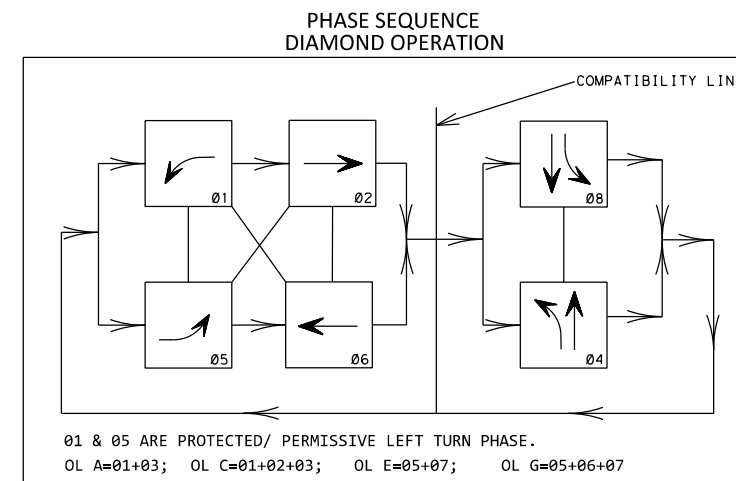 PHASE SEQUENCE
DIAMOND OPERATION
COMPATIBILITY LIN
Ø1
Ø2
Ø8
Ø5
Ø6
Ø4
Ø1 & Ø5 ARE PROTECTED/ PERMISSIVE LEFT TURN PHASE.
OL A=Ø1+Ø3; OL C=Ø1+Ø2+Ø3; OL E=Ø5+Ø7; OL G=Ø5+Ø6+Ø7